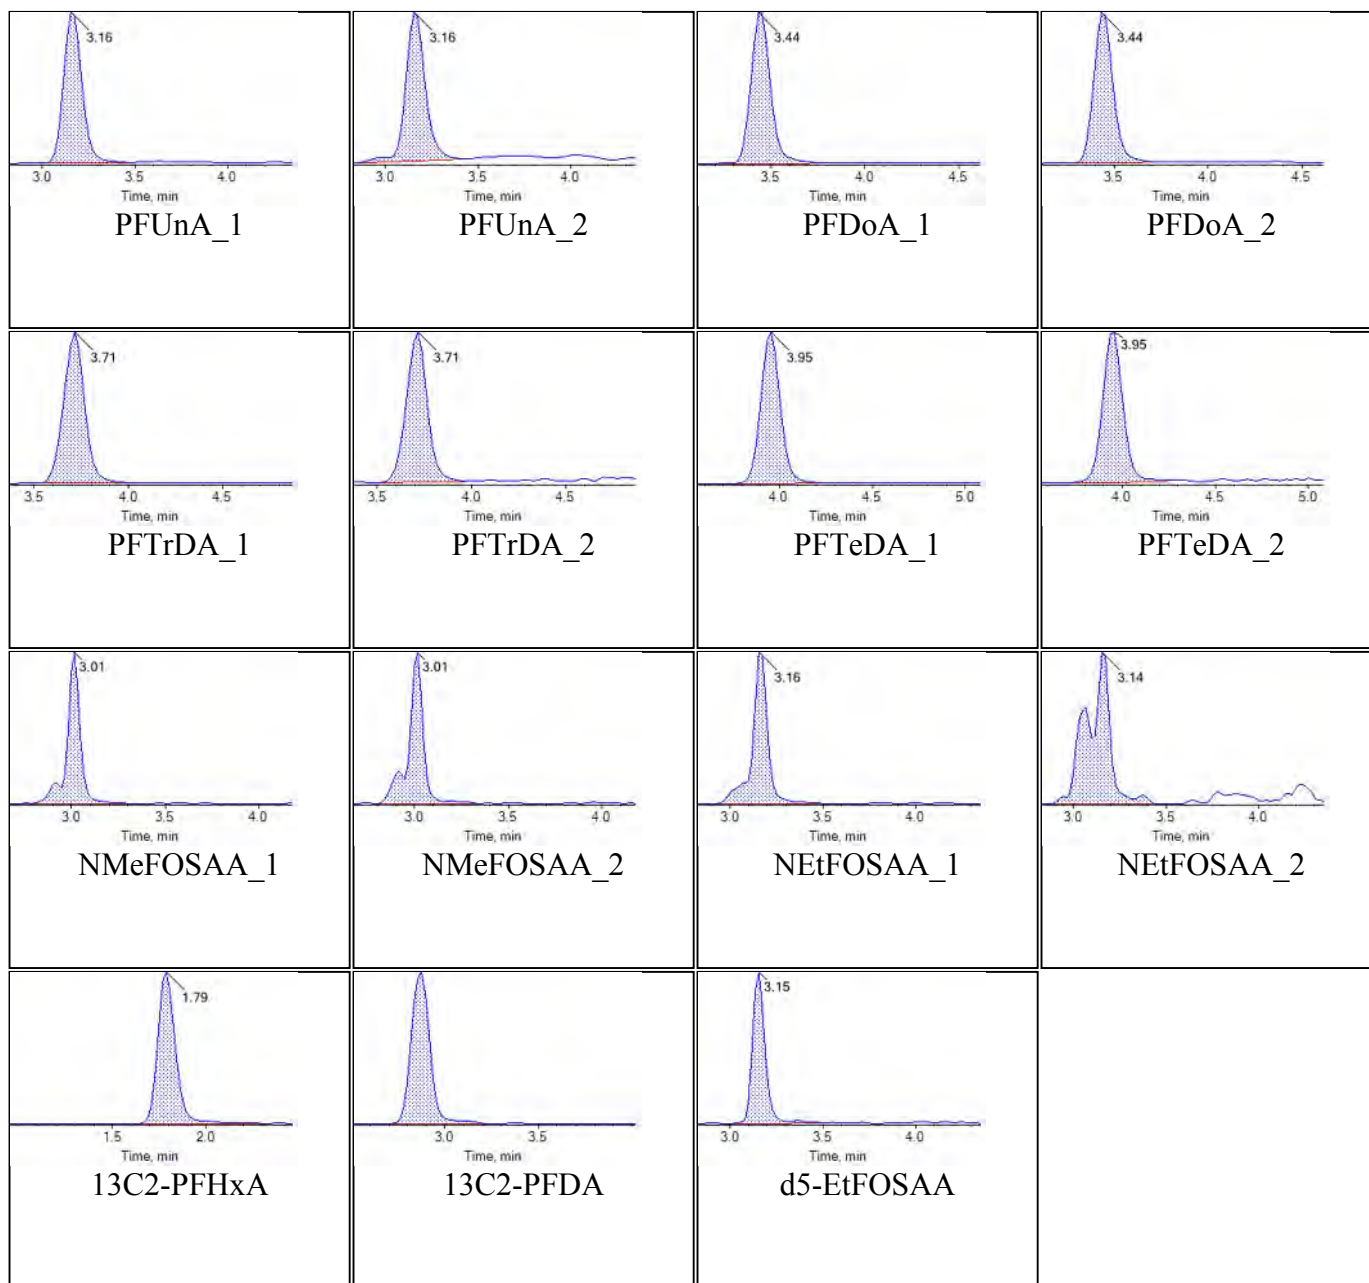 3.16 3.16 3.44 3.44
3.0 3.5 4.0 3.0 3.5 4.0 3.5 4.0 4.5 3.5 4.0 4.5
Time, min Time, min Time, min Time, min
PFUnA_1 PFUnA_2 PFDoA_1 PFDoA_2
3.71 3.71 3.95 3.95
3.5 4.0 4.5 3.5 4.0 4.5 4.0 4.5 5.0 4.0 4.5 5.0
Time, min Time, min Time, min Time, min
PFTrDA_1 PFTrDA_2 PFTeDA_1 PFTeDA_2
3.01 3.01 3.16 3.14
3.0 3.5 4.0 3.0 3.5 4.0 3.0 3.5 4.0 3.0 3.5 4.0
Time, min Time, min Time, min Time, min
NMeFOSAA_1 NMeFOSAA_2 NEtFOSAA_1 NEtFOSAA_2
1.79 3.15
1.5 2.0 3.0 3.5 3.0 3.5 4.0
Time, min Time, min Time, min
13C2-PFHxA 13C2-PFDA d5-EtFOSAA